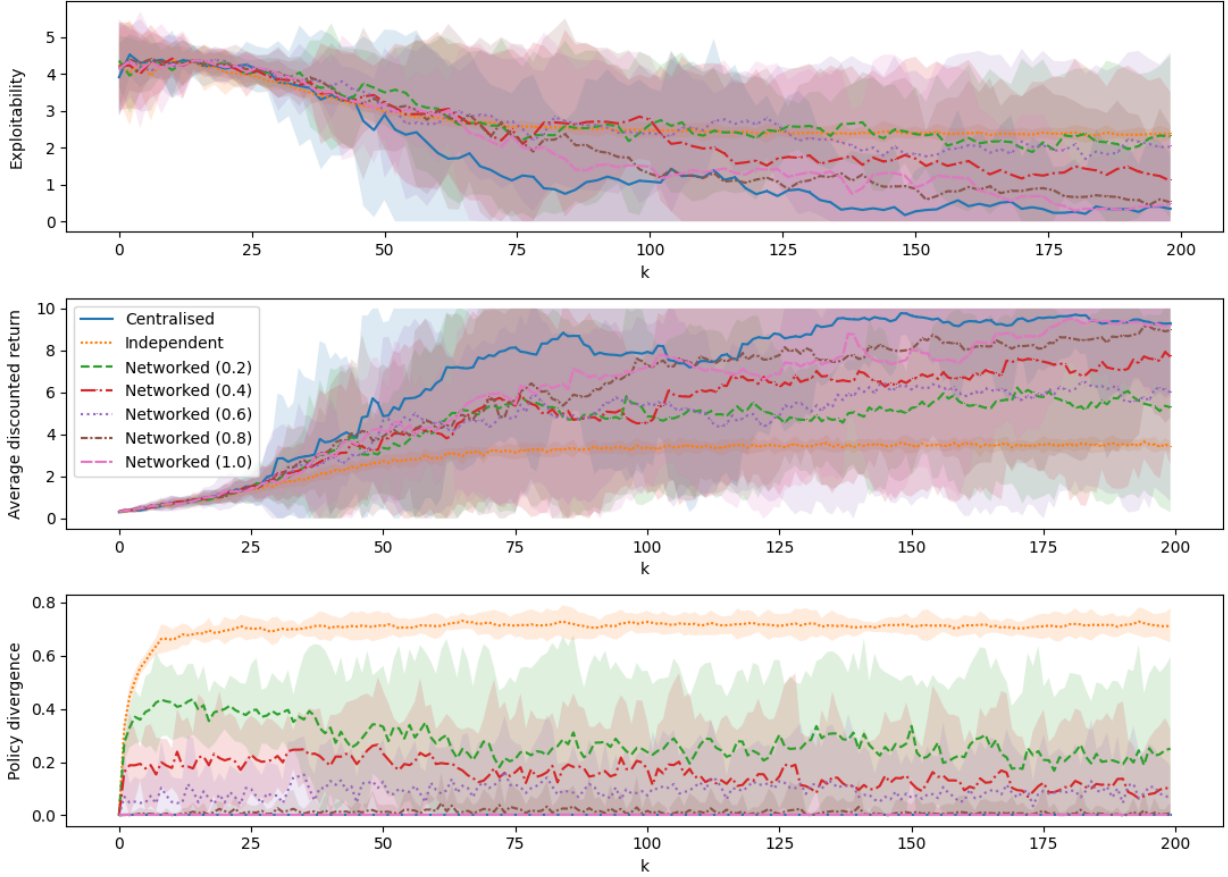 5
4
3
2
1
0
Exploitability
0 25 50 75 100 125 150 175 200
k
10
8
6
4
2
0
Average discounted return
Centralised
Independent
Networked (0.2)
Networked (0.4)
Networked (0.6)
Networked (0.8)
Networked (1.0)
0 25 50 75 100 125 150 175 200
k
0.8
0.6
0.4
0.2
0.0
Policy divergence
0 25 50 75 100 125 150 175 200
k